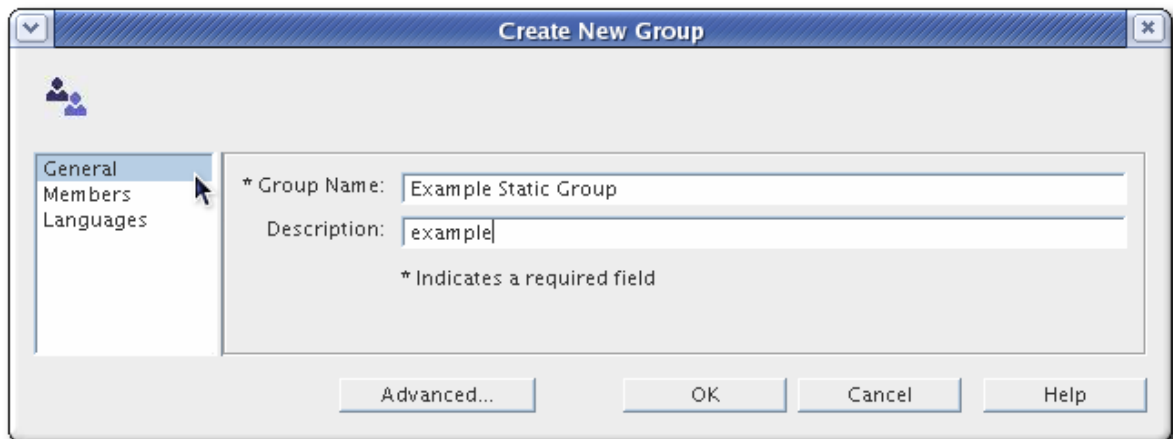 Create New Group
General
Members
Languages
* Group Name: Example Static Group
Description: example
* Indicates a required field
Advanced... OK Cancel Help